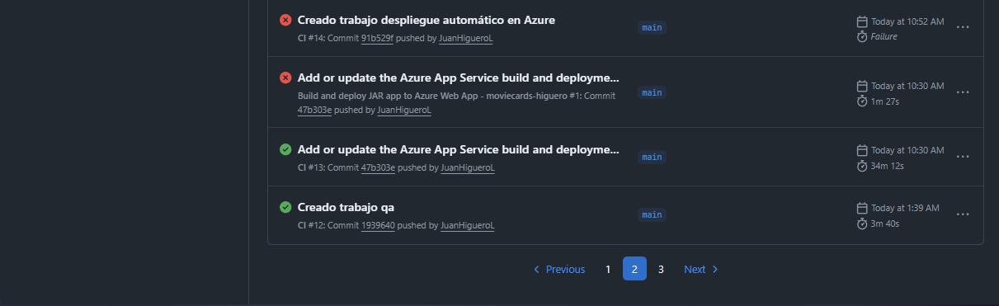 Creado trabajo despliegue automático en Azure
CI #14: Commit 91b529f pushed by JuanHigueroL
main
Today at 10:52 AM
Failure
Add or update the Azure App Service build and deployme...
Build and deploy JAR app to Azure Web App - moviecards-higuero #1: Commit
47b303e pushed by JuanHigueroL
main
Today at 10:30 AM
1m 27s
Add or update the Azure App Service build and deployme...
CI #13: Commit 47b303e pushed by JuanHigueroL
main
Today at 10:30 AM
34m 12s
Creado trabajo qa
CI #12: Commit 1939640 pushed by JuanHigueroL
main
Today at 1:39 AM
3m 40s
Previous 1 2 3 Next